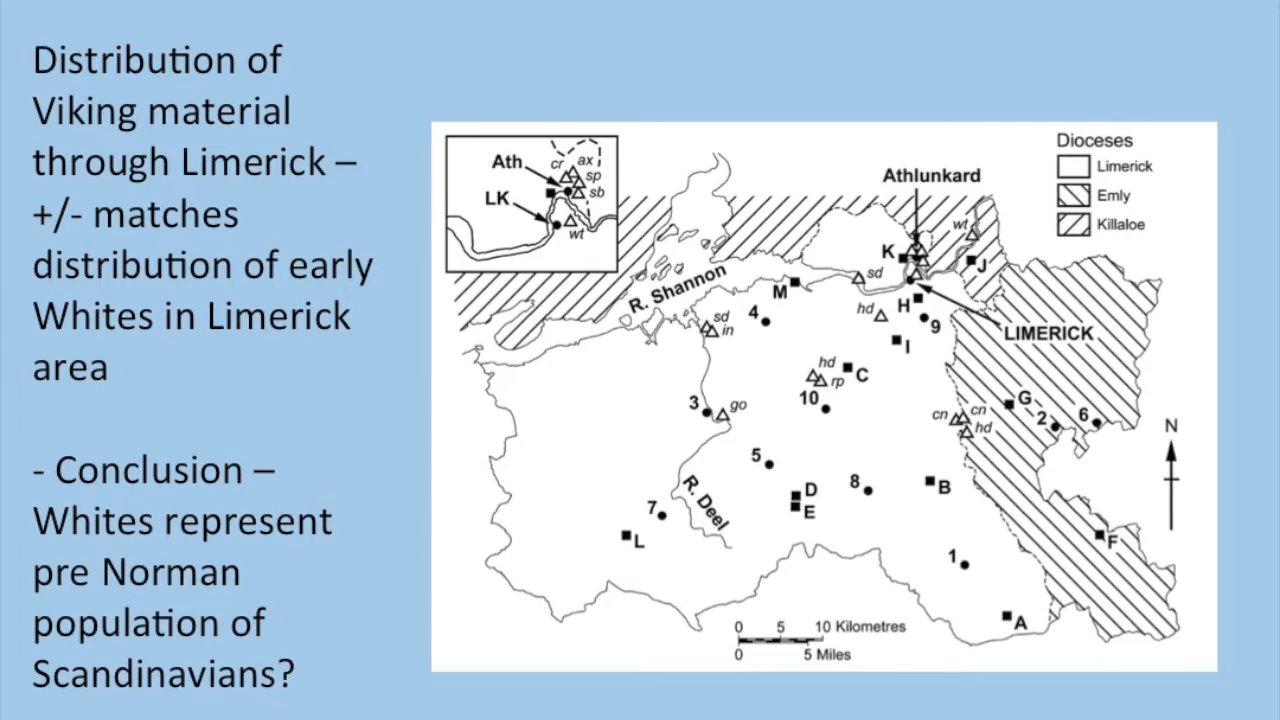 Distribution of
Viking material
through Limerick –
+/- matches
distribution of early
Whites in Limerick
area
- Conclusion –
Whites represent
pre Norman
population of
Scandinavians?
Dioceses
Limerick
Emly
Killaloe
Ath
cr
ax
sp
sb
LK
wt
Athlunkard
wt
K
J
R. Shannon
sd
M
H
hd
4
9
LIMERICK
sd
in
I
hd
rp
C
10
3
go
cn
cn
hd
G
2
6
N
5
8
B
R. Deel
D
E
7
L
F
1
A
0 5 10 Kilometres
0 5 Miles